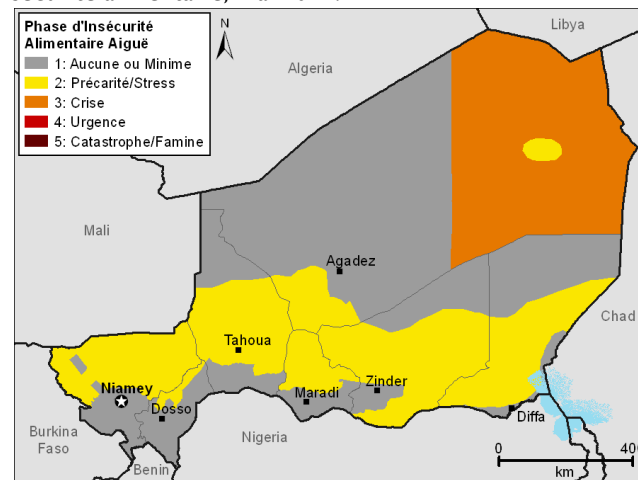 Phase d'Insécurité
Alimentaire Aiguë
1: Aucune ou Minime
2: Précarité/Stress
3: Crise
4: Urgence
5: Catastrophe/Famine
N
Libya
Algeria
Mali
Agadez
Chad
Tahoua
Zinder
Maradi
Niamey
Dosso
Diffa
Burkina
Faso
Nigeria
Benin
0
40
km